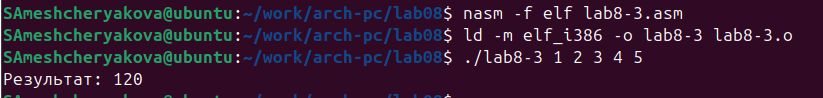 SAmeshcheryakova@ubuntu:~/work/arch-pc/lab08$ nasm -f elf lab8-3.asm
SAmeshcheryakova@ubuntu:~/work/arch-pc/lab08$ ld -m elf_i386 -o lab8-3 lab8-3.o
SAmeshcheryakova@ubuntu:~/work/arch-pc/lab08$ ./lab8-3 1 2 3 4 5
Результат: 120